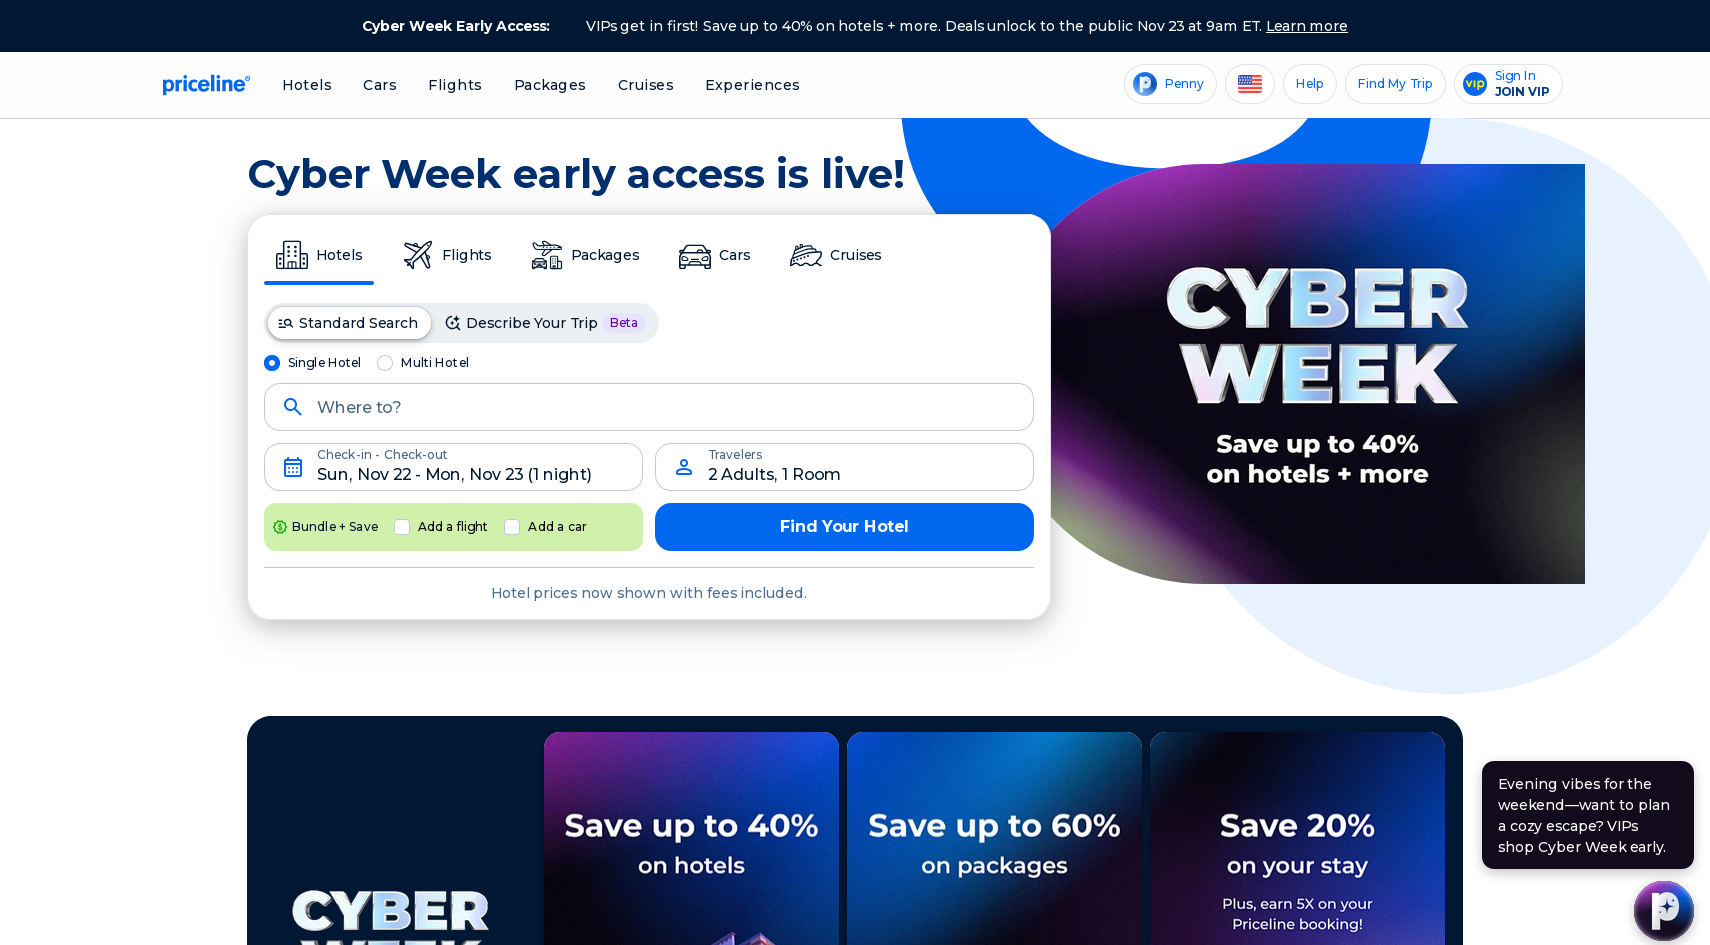 Cyber Week Early Access: VIPs get in first! Save up to 40% on hotels + more. Deals unlock to the public Nov 23 at 9am ET. Learn more
priceline® Hotels Cars Flights Packages Cruises Experiences Penny Help Find My Trip VIP Sign In
JOIN VIP
Cyber Week early access is live!
Hotels Flights Packages Cars Cruises
Standard Search Describe Your Trip Beta
Single Hotel Multi Hotel
Where to?
Check-in - Check-out
Sun, Nov 22 - Mon, Nov 23 (1 night)
Travelers
2 Adults, 1 Room
Bundle + Save Add a flight Add a car
Find Your Hotel
Hotel prices now shown with fees included.
CYBER
WEEK
Save up to 40%
on hotels + more
CYBER
WEEK
Save up to 40%
on hotels
Save up to 60%
on packages
Save 20%
on your stay
Plus, earn 5X on your
Priceline booking!
Evening vibes for the
weekend—want to plan
a cozy escape? VIPs
shop Cyber Week early.